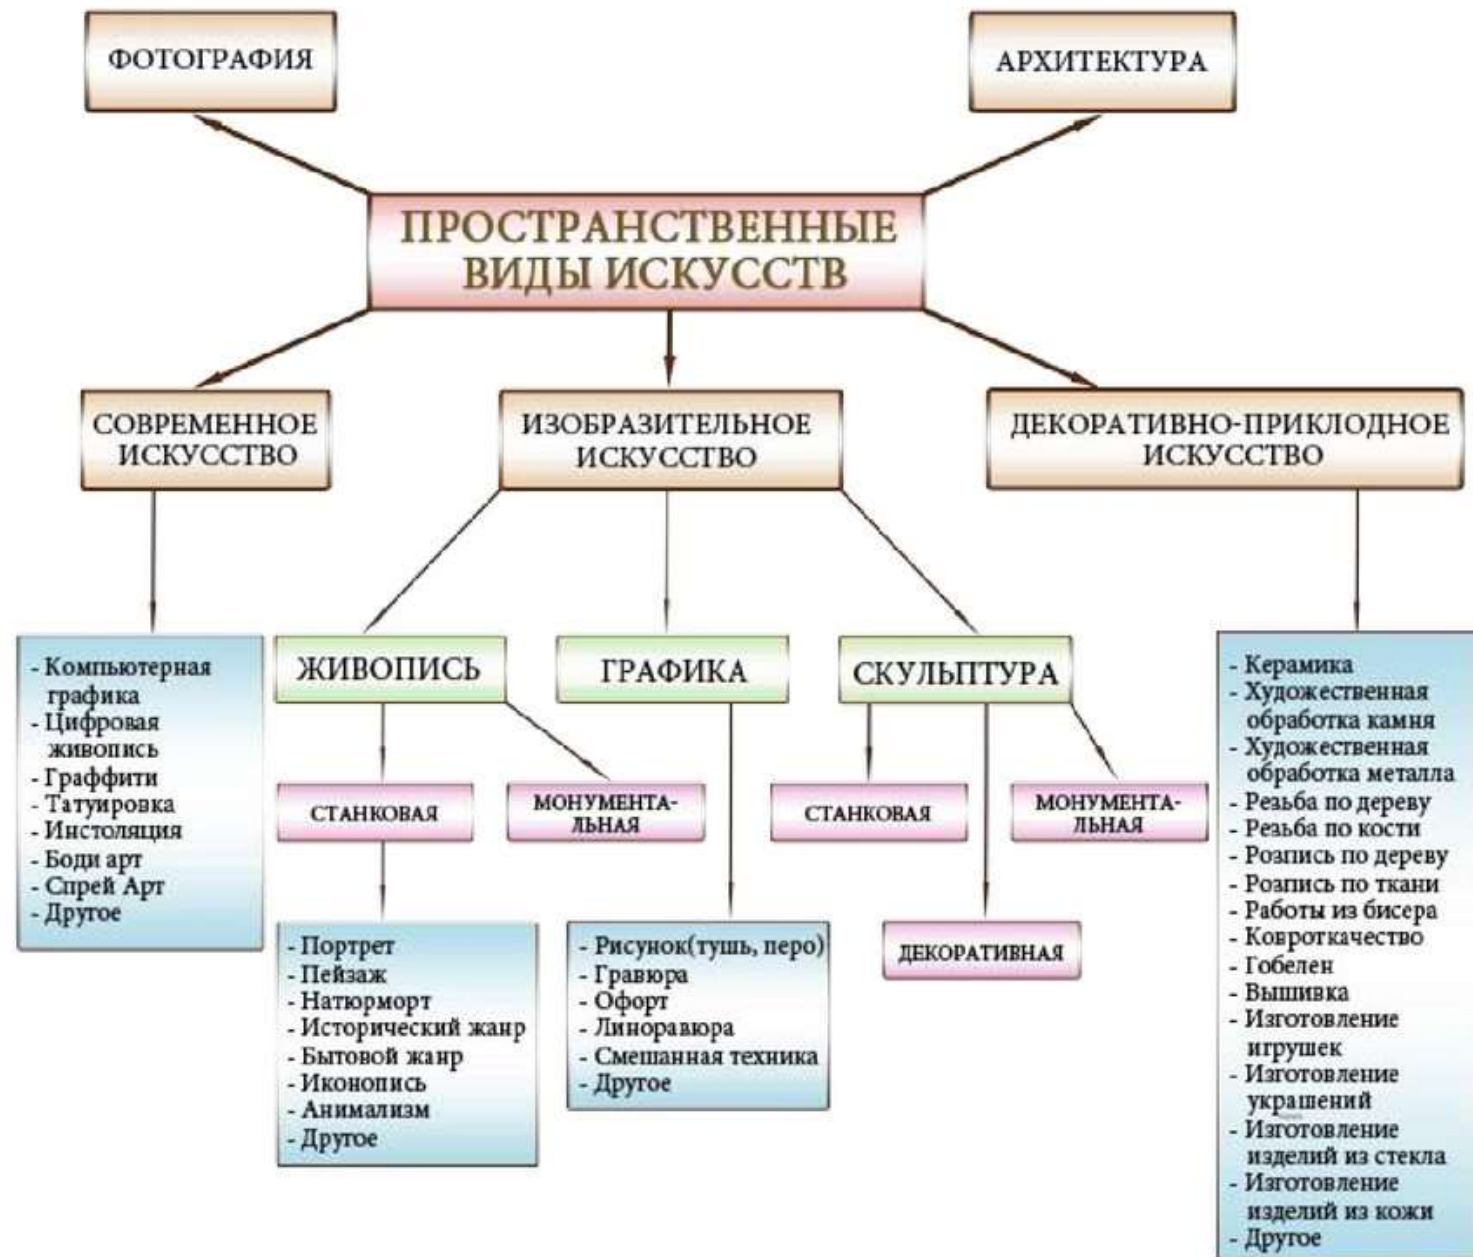 ФОТОГРАФИЯ
АРХИТЕКТУРА
ПРОСТРАНСТВЕННЫЕ
ВИДЫ ИСКУССТВ
СОВРЕМЕННОЕ
ИСКУССТВО
ИЗОБРАЗИТЕЛЬНОЕ
ИСКУССТВО
ДЕКОРАТИВНО-ПРИКЛОДНОЕ
ИСКУССТВО
- Компьютерная
графика
- Цифровая
живопись
- Граффити
- Татуировка
- Инстоляция
- Боди арт
- Спрей Арт
- Другое
ЖИВОПИСЬ
СТАНКОВАЯ
МОНУМЕНТА-
ЛЬНАЯ
- Портрет
- Пейзаж
- Натюрморт
- Исторический жанр
- Бытовой жанр
- Иконопись
- Анимализм
- Другое
ГРАФИКА
- Рисунок(тушь, перо)
- Гравюра
- Офорт
- Линоравюра
- Смешанная техника
- Другое
СКУЛЬПТУРА
СТАНКОВАЯ
МОНУМЕНТА-
ЛЬНАЯ
ДЕКОРАТИВНАЯ
- Керамика
- Художественная
обработка камня
- Художественная
обработка металла
- Резьба по дереву
- Резьба по кости
- Розпись по дереву
- Розпись по ткани
- Работы из бисера
- Ковроткачество
- Гобелен
- Вышивка
- Изготовление
игрушек
- Изготовление
украшений
- Изготовление
изделий из стекла
- Изготовление
изделий из кожи
- Другое